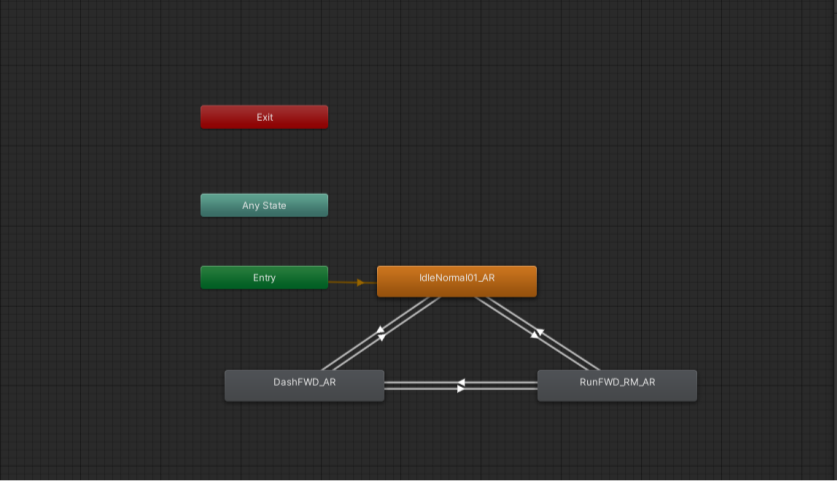 Exit
Any State
Entry
IdleNormal01_AR
DashFWD_AR
RunFWD_RM_AR